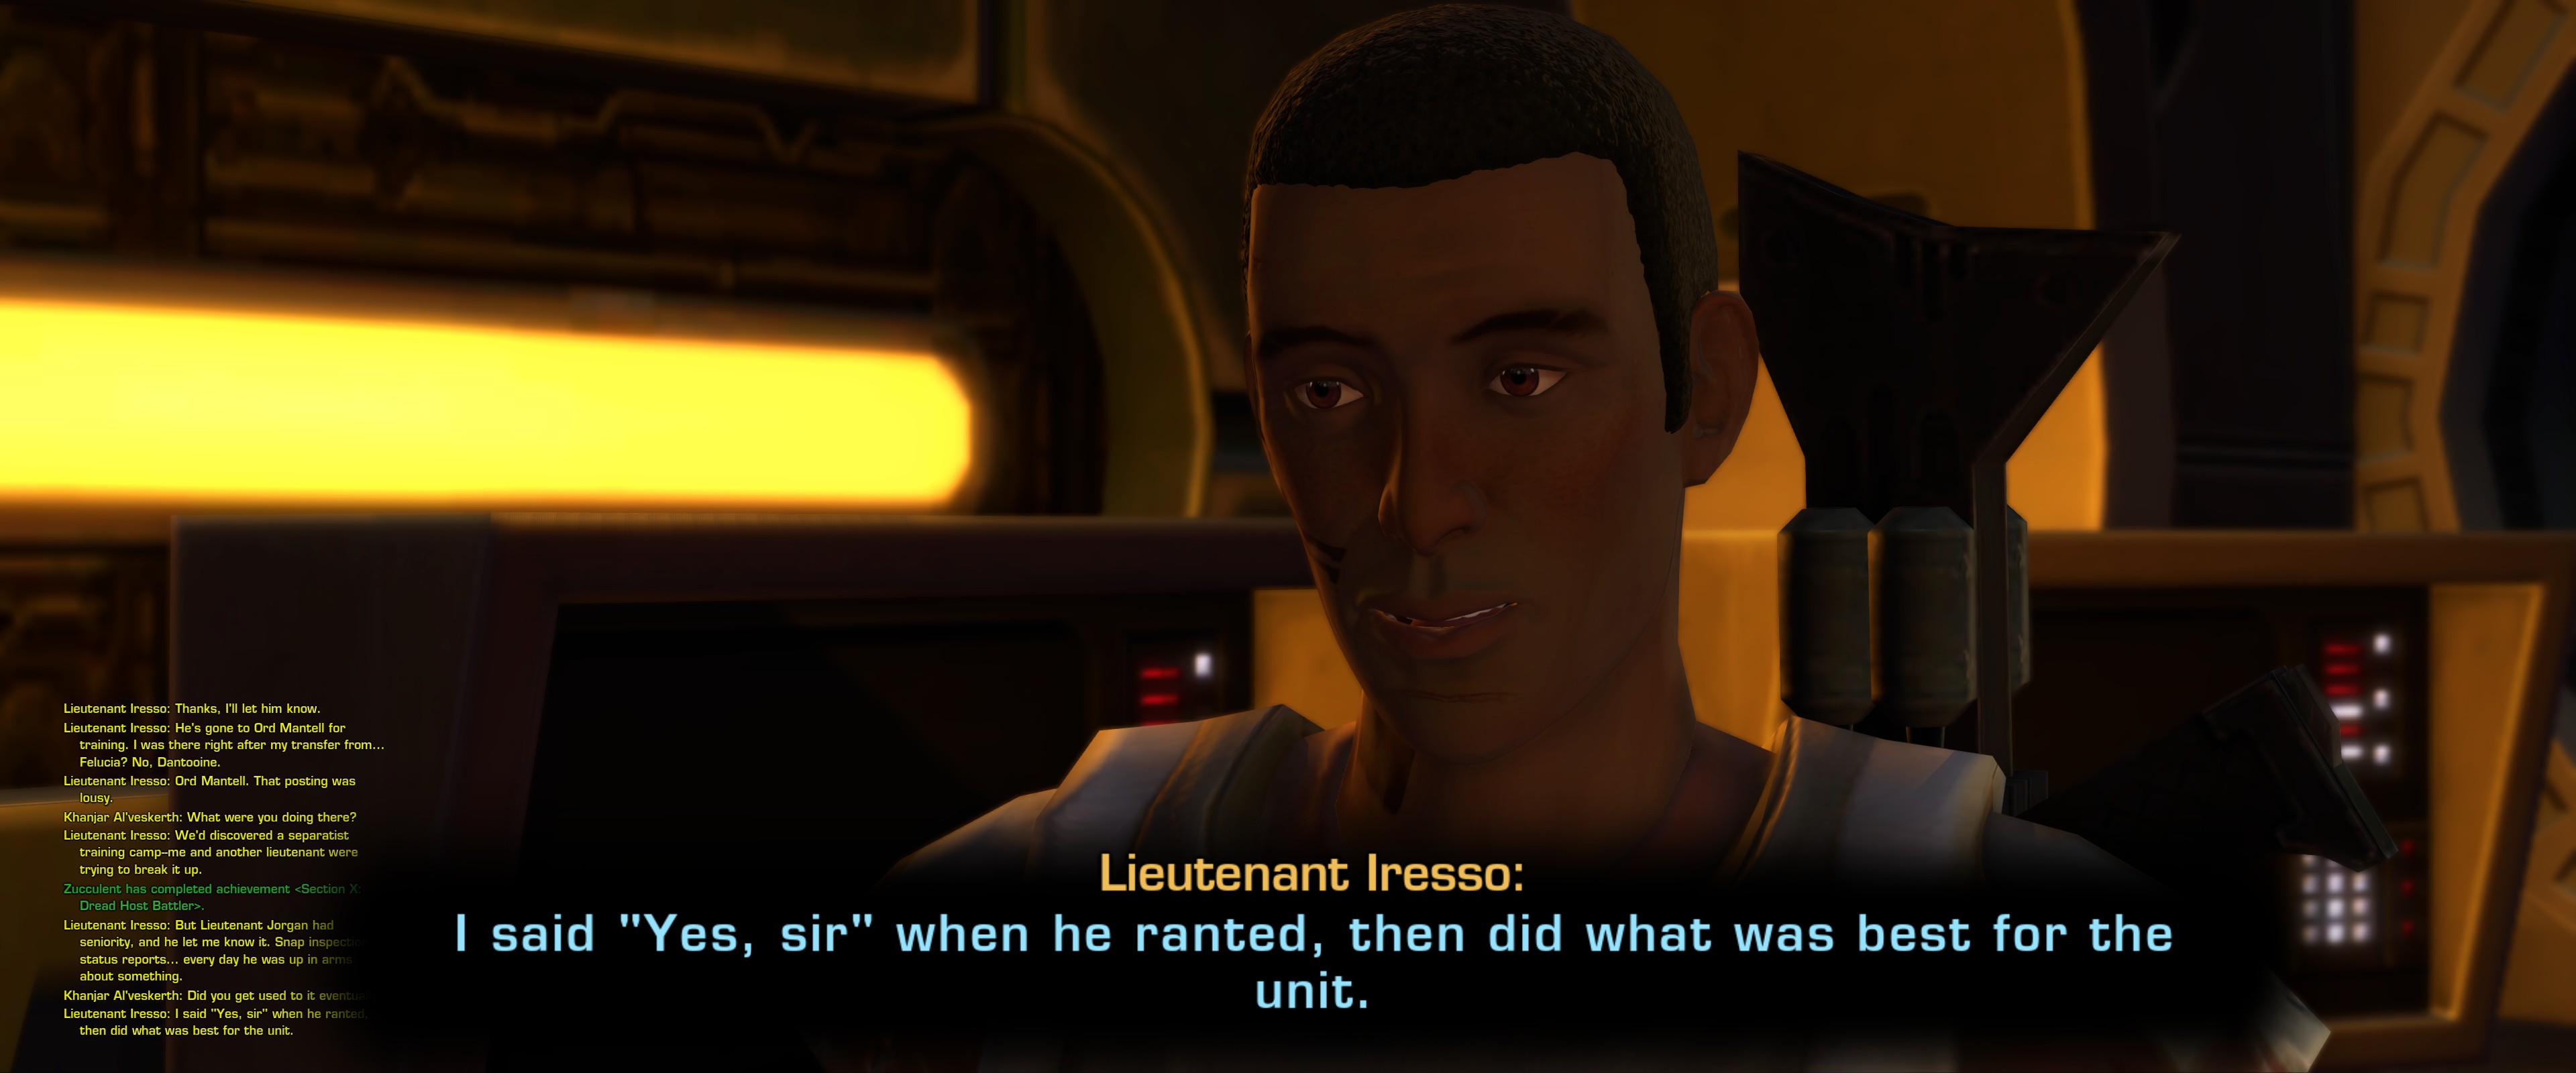 Lieutenant Iresso: Thanks, I'll let him know.
Lieutenant Iresso: He's gone to Ord Mantell for
training. I was there right after my transfer from...
Felucia? No, Dantooine.
Lieutenant Iresso: Ord Mantell. That posting was
lousy.
Khanjar Al'veskerth: What were you doing there?
Lieutenant Iresso: We'd discovered a separatist
training camp–me and another lieutenant were
trying to break it up.
Zucculent has completed achievement <Section X:
Dread Host Battler>.
Lieutenant Iresso: But Lieutenant Jorgan had
seniority, and he let me know it. Snap
status reports... every day he was up in arms
about something.
Khanjar Al'veskerth: Did you get used to it
Lieutenant Iresso: I said "Yes, sir" when he ranted,
then did what was best for the unit.
Lieutenant Iresso:
I said "Yes, sir" when he ranted, then did what was best for the
unit.